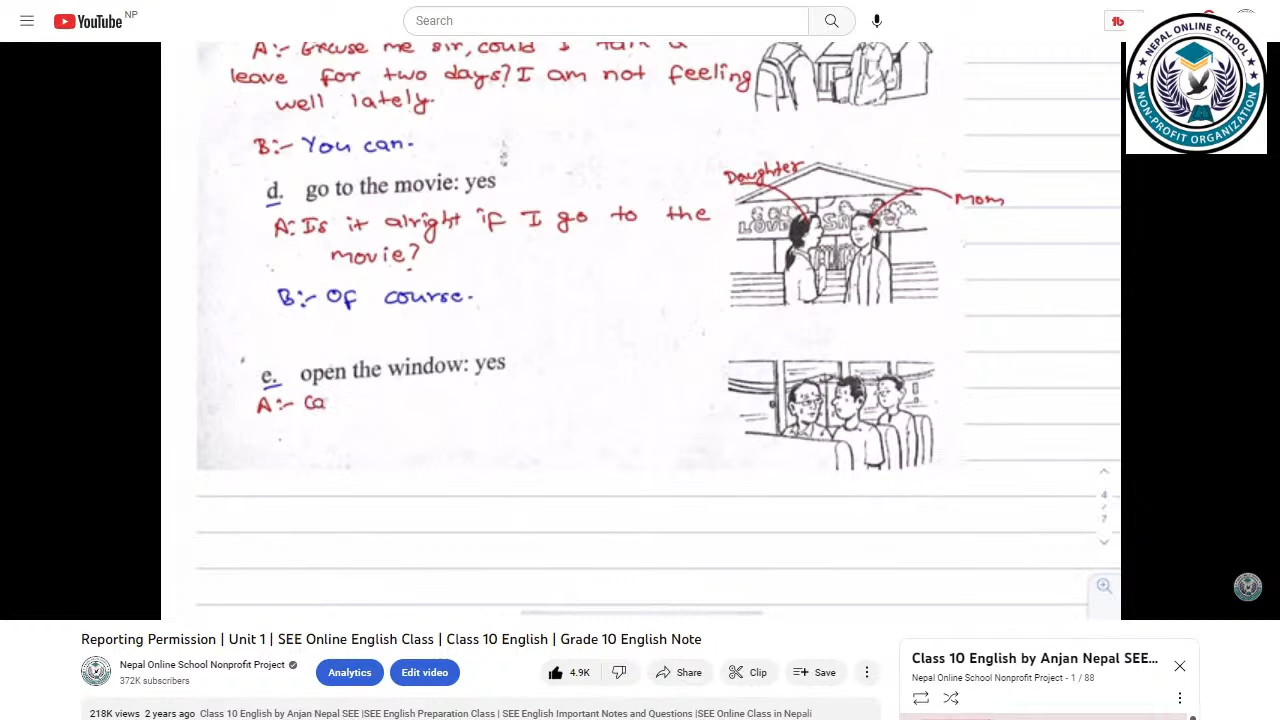 NP
YouTube
Search
NEPAL ONLINE SCHOOL
NON-PROFIT ORGANIZATION
A:- Excuse me sir, could I take a
leave for two days? I am not feeling
well lately.
B:- You can.
d. go to the movie: yes
Daughter
Mom
A:- Is it alright if I go to the
movie?
B:- Of course.
e. open the window: yes
A:- Ca
4
/
7
Reporting Permission | Unit 1 | SEE Online English Class | Class 10 English | Grade 10 English Note
Nepal Online School Nonprofit Project
372K subscribers
Analytics
Edit video
4.9K
Share
Clip
Save
218K views 2 years ago Class 10 English by Anjan Nepal SEE |SEE English Preparation Class | SEE English Important Notes and Questions |SEE Online Class in Nepali
Class 10 English by Anjan Nepal SEE...
Nepal Online School Nonprofit Project - 1 / 88